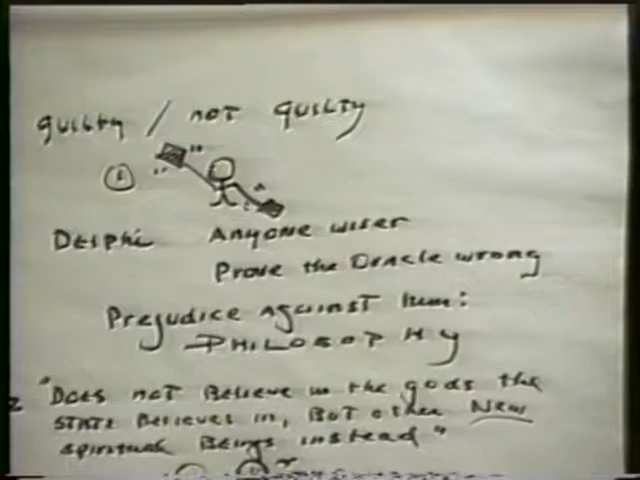 guilty / not guilty
1
Delphi Anyone wiser
Prove the Oracle wrong
Prejudice against him:
PHILOSOPHY
2 "Does not Believe in the gods the
STATE Believes in, But other New
spiritual Beings instead"